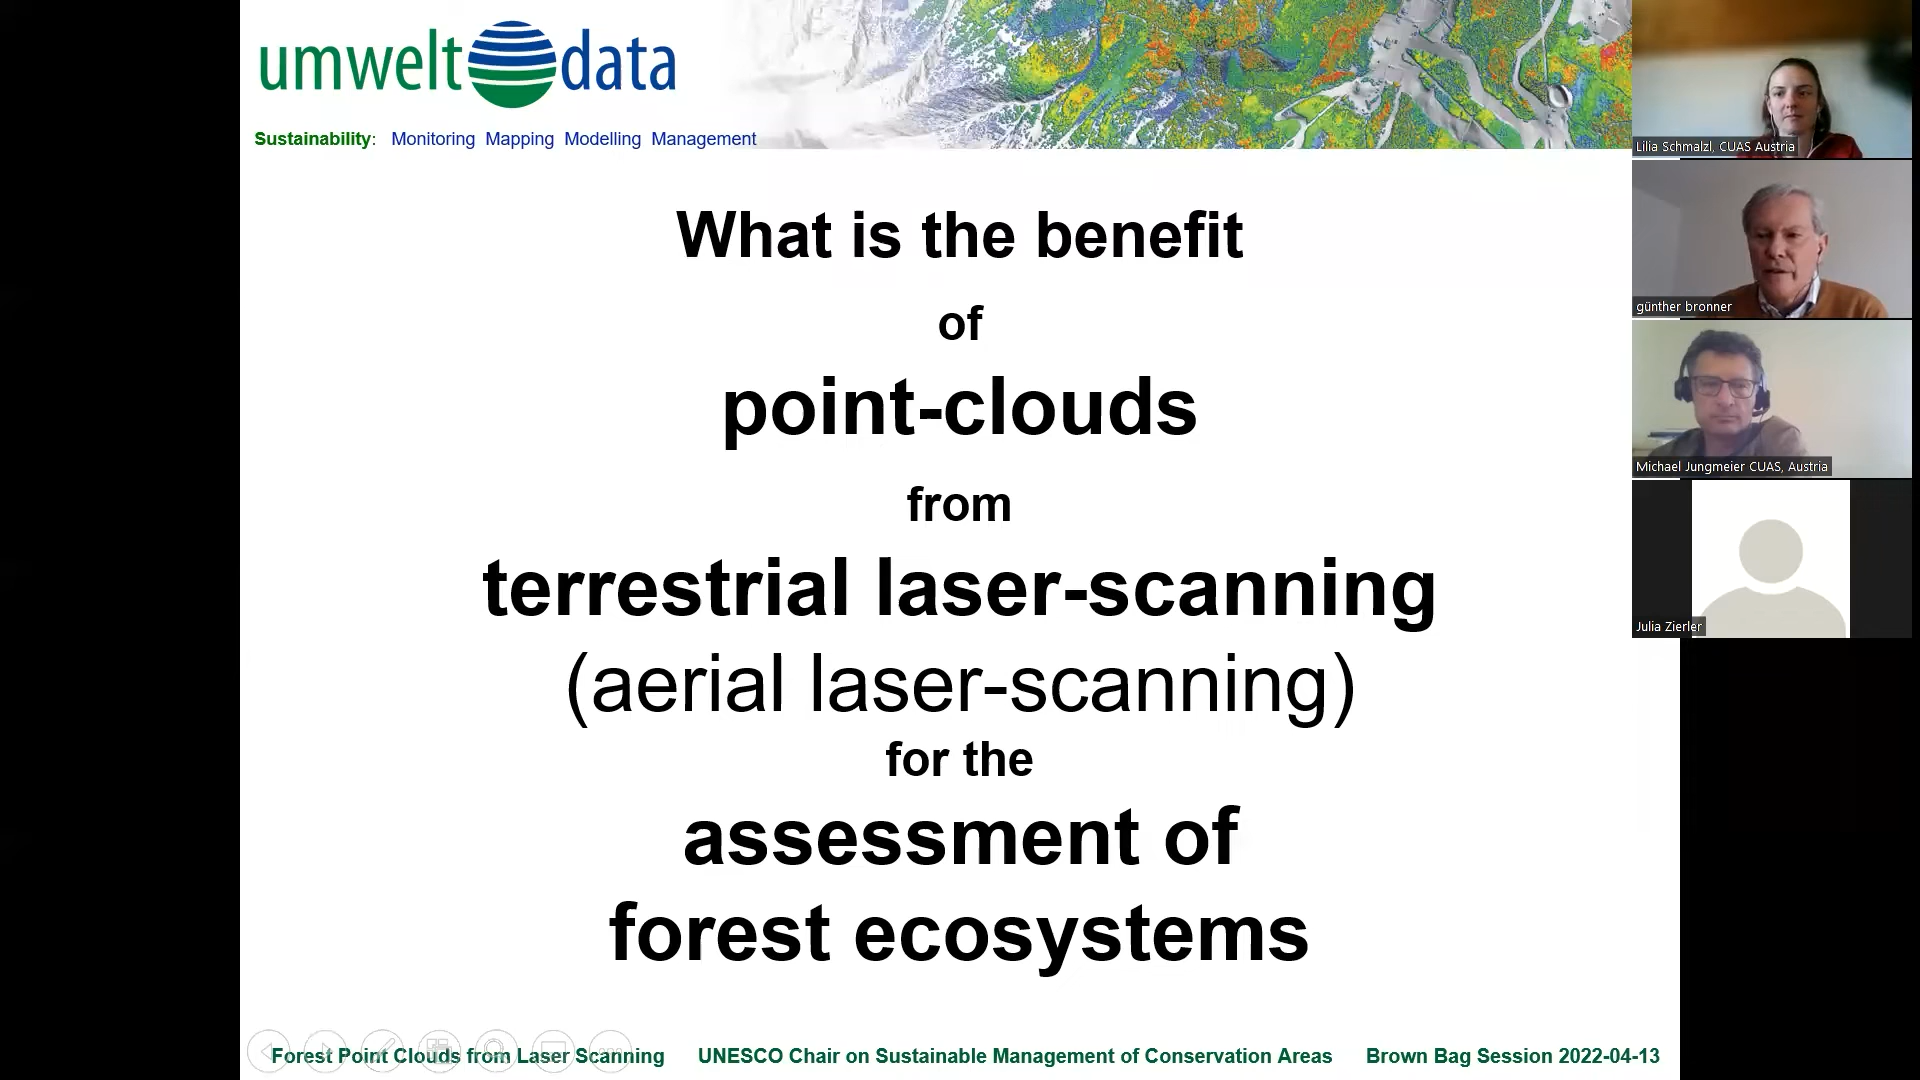 umwelt data
Sustainability: Monitoring Mapping Modelling Management
What is the benefit
of
point-clouds
from
terrestrial laser-scanning
(aerial laser-scanning)
for the
assessment of
forest ecosystems
Forest Point Clouds from Laser Scanning UNESCO Chair on Sustainable Management of Conservation Areas Brown Bag Session 2022-04-13
Lilia Schmalzl, CUAS Austria
günther bronner
Michael Jungmeier CUAS, Austria
Julia Zierler